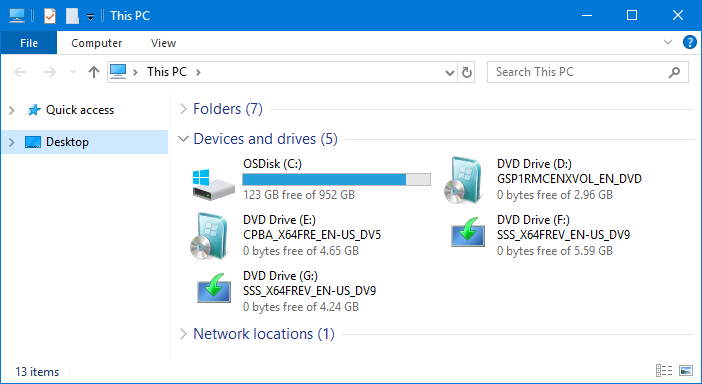 This PC
File Computer View
This PC
Search This PC
Quick access
Desktop
Folders (7)
Devices and drives (5)
OSDisk (C:)
123 GB free of 952 GB
DVD Drive (D:)
GSP1RMCENXVOL_EN_DVD
0 bytes free of 2.96 GB
DVD Drive (E:)
CPBA_X64FRE_EN-US_DV5
0 bytes free of 4.65 GB
DVD Drive (F:)
SSS_X64FREV_EN-US_DV9
0 bytes free of 5.59 GB
DVD Drive (G:)
SSS_X64FREV_EN-US_DV9
0 bytes free of 4.24 GB
Network locations (1)
13 items